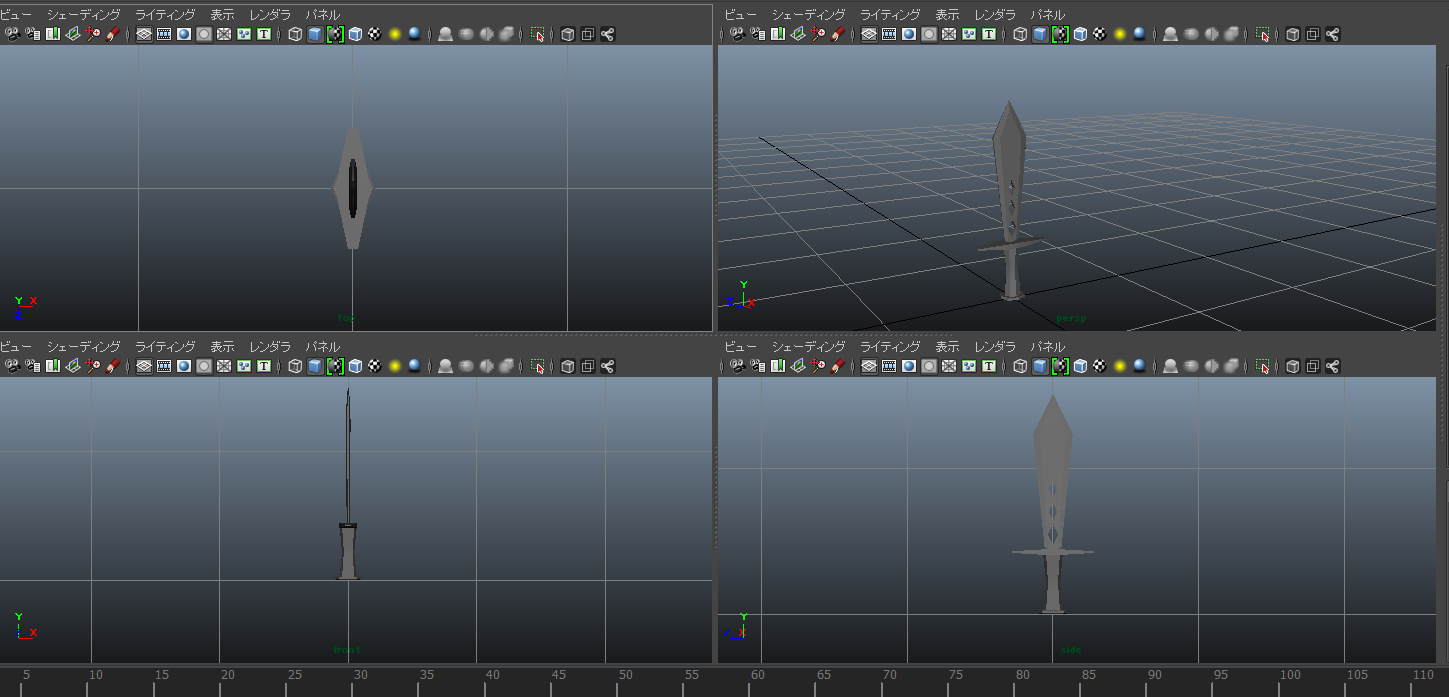 ビュー シェーディング ライティング 表示 レンダラ パネル
ビュー シェーディング ライティング 表示 レンダラ パネル
T
T
Y
X
Z
top
Y
Z
X
persp
ビュー シェーディング ライティング 表示 レンダラ パネル
ビュー シェーディング ライティング 表示 レンダラ パネル
T
T
Y
X
front
Y
Z
X
side
5 10 15 20 25 30 35 40 45 50 55 60 65 70 75 80 85 90 95 100 105 110